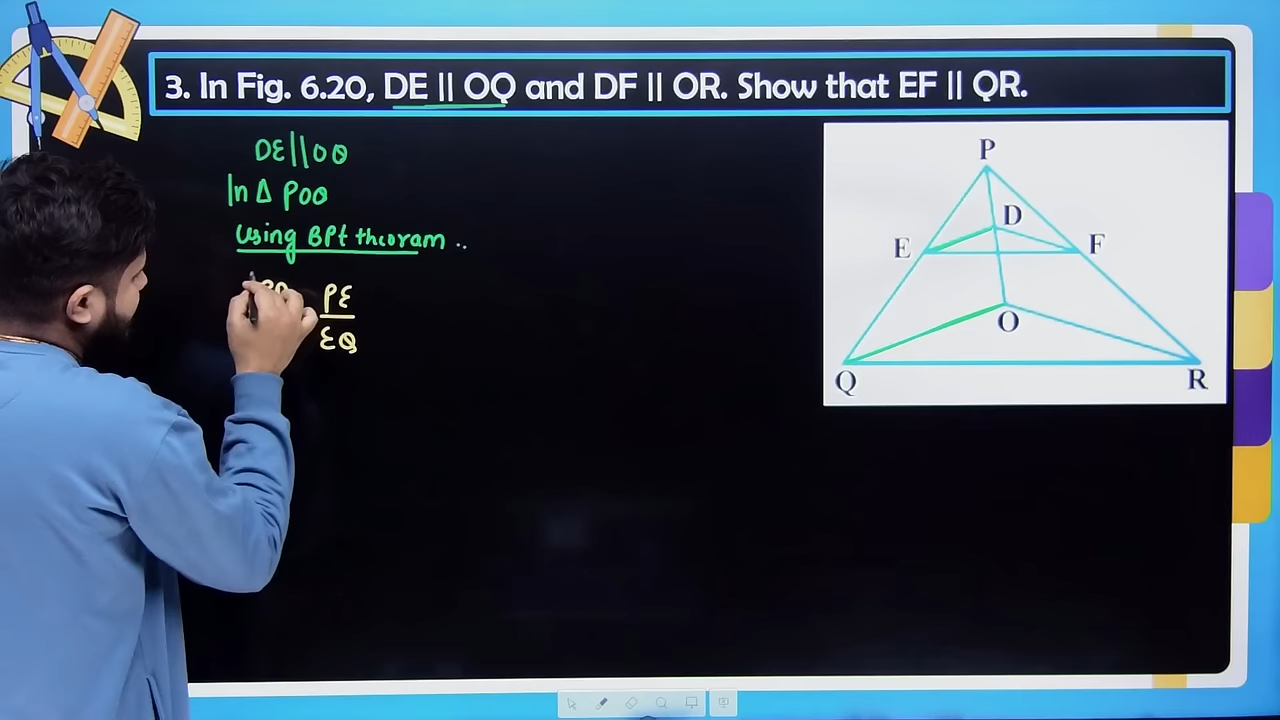 3. In Fig. 6.20, DE || OQ and DF || OR. Show that EF || QR.
DE||OQ
In Δ POQ
Using BPt theoram ..
PE
EQ
P
D
E
F
O
Q
R